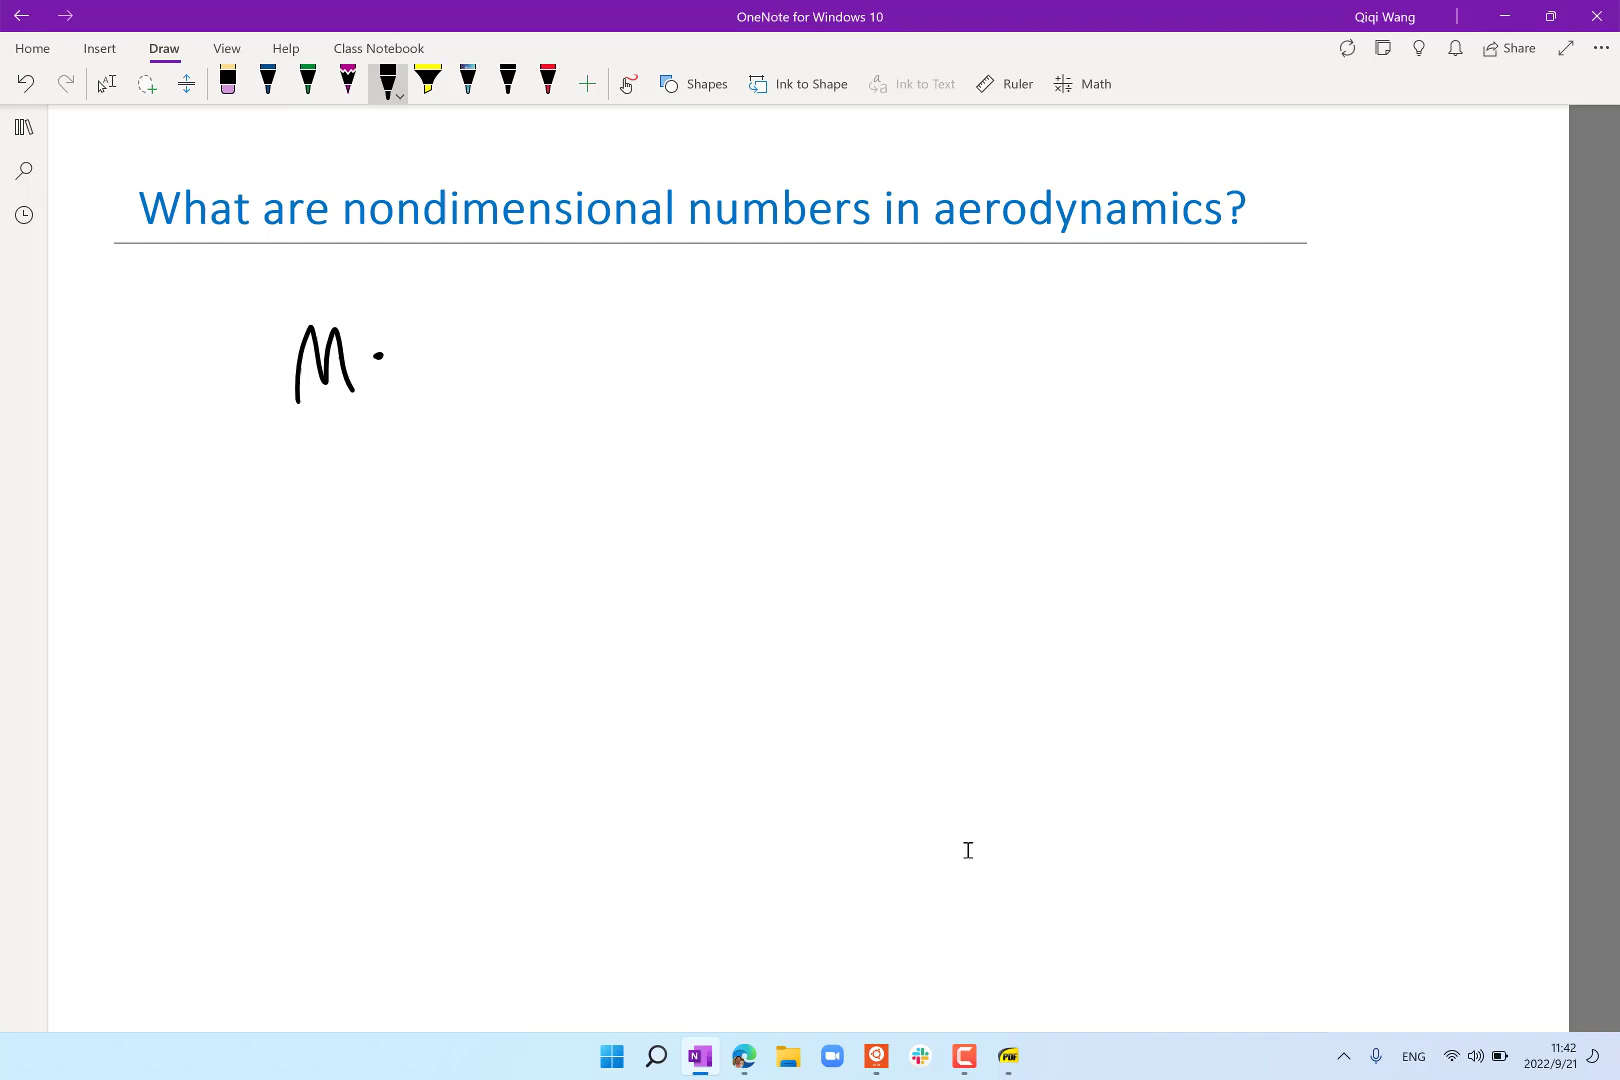 OneNote for Windows 10
Qiqi Wang
Home Insert Draw View Help Class Notebook
Share
Shapes Ink to Shape Ink to Text Ruler Math
What are nondimensional numbers in aerodynamics?
M ·
ENG
11:42
2022/9/21